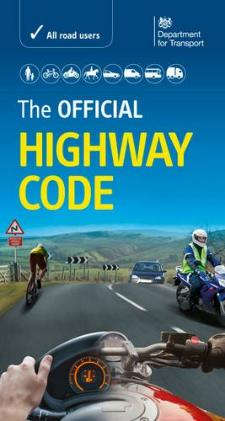 All road users
Department
for Transport
The OFFICIAL
HIGHWAY
CODE